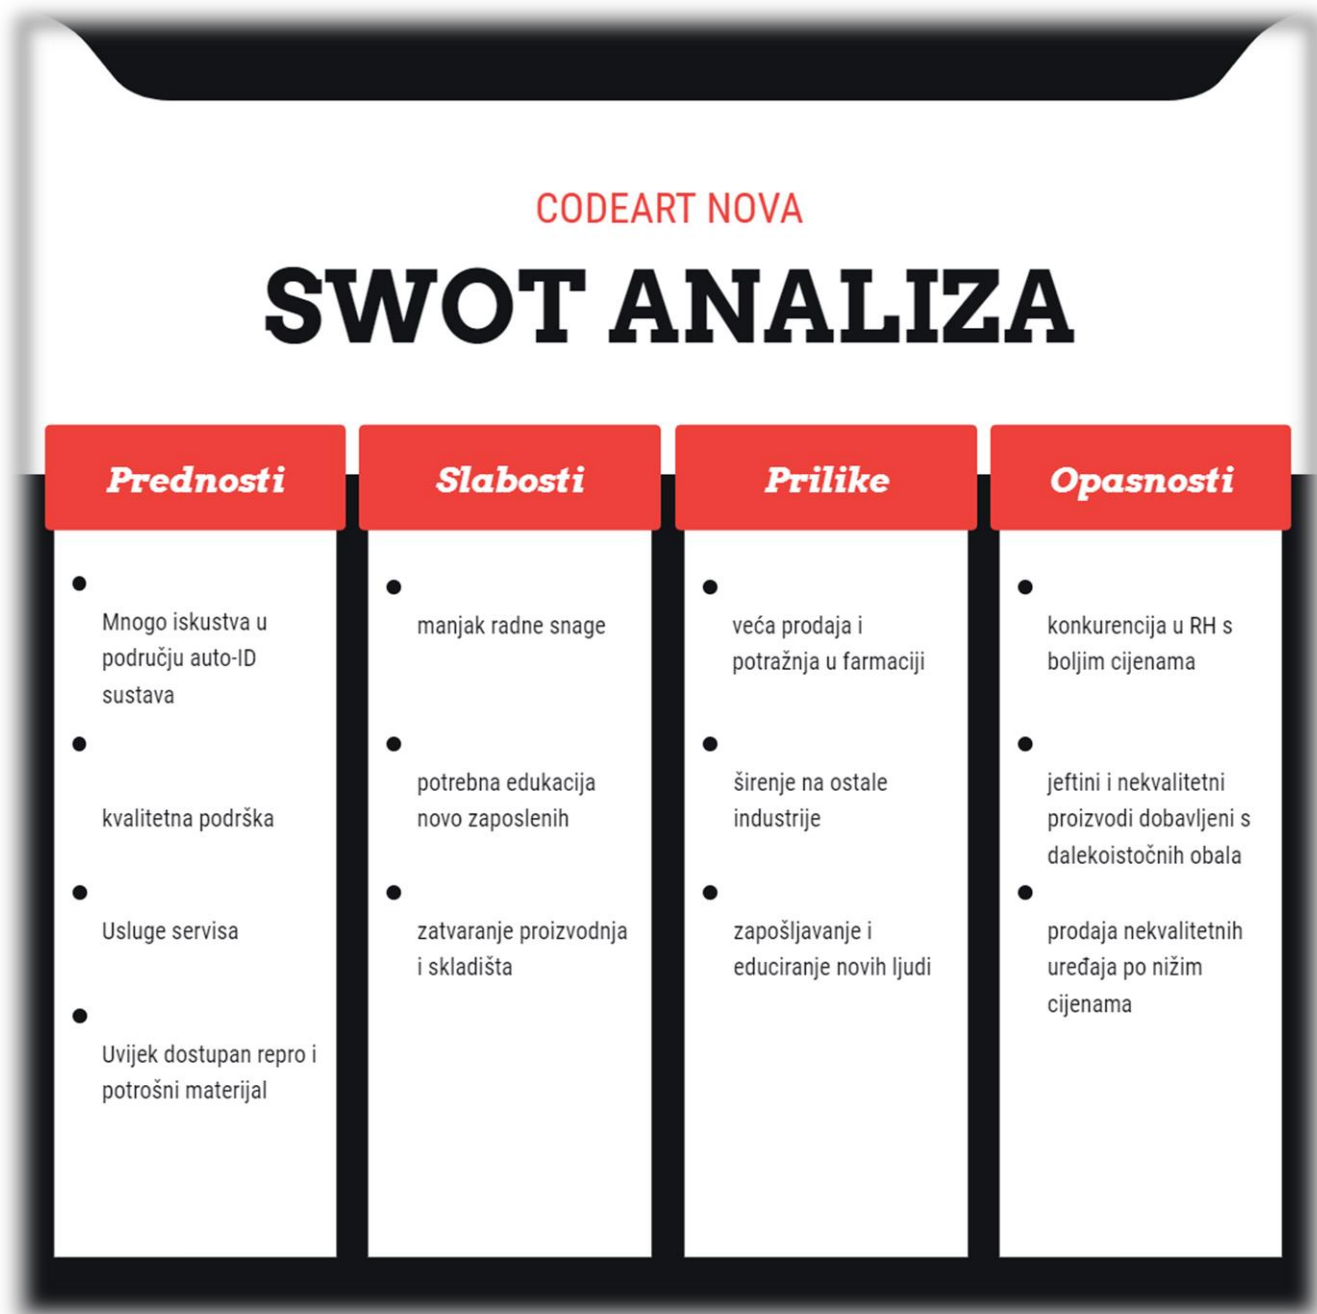 CODEART NOVA
SWOT ANALIZA
Prednosti
Mnogo iskustva u
području auto-ID
sustava
kvalitetna podrška
Usluge servisa
Uvijek dostupan repro i
potrošni materijal
Slabosti
manjak radne snage
potrebna edukacija
novo zaposlenih
zatvaranje proizvodnja
i skladišta
Prilike
veća prodaja i
potražnja u farmaciji
širenje na ostale
industrije
zapošljavanje i
educiranje novih ljudi
Opasnosti
konkurencija u RH s
boljim cijenama
jeftini i nekvalitetni
proizvodi dobavljeni s
dalekoistočnih obala
prodaja nekvalitetnih
uređaja po nižim
cijenama